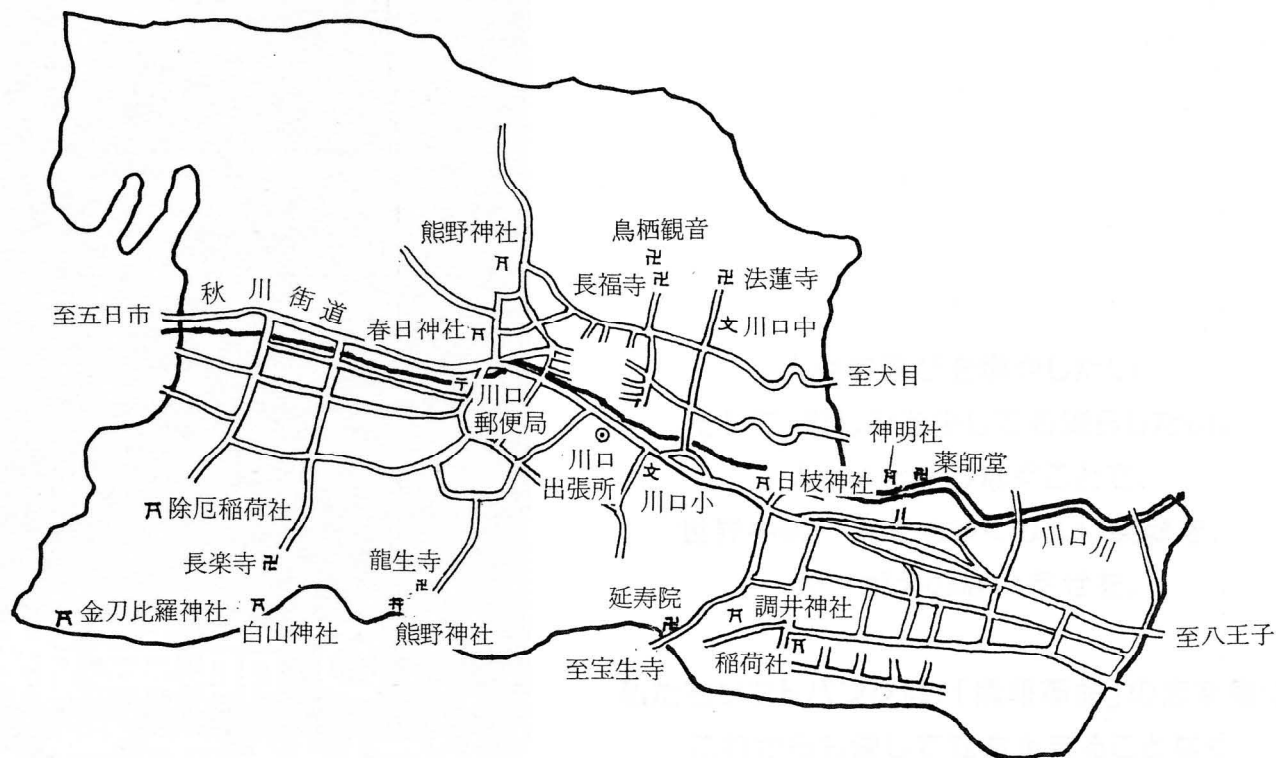 熊野神社
鳥栖観音
長福寺
法蓮寺
文 川口中
秋川街道
至五日市
春日神社
至犬目
〒
川口
郵便局
神明社
薬師堂
川口
出張所
文
川口小
日枝神社
除厄稲荷社
川口川
長楽寺
龍生寺
延寿院
調井神社
金刀比羅神社
白山神社
熊野神社
至宝生寺
稲荷社
至八王子